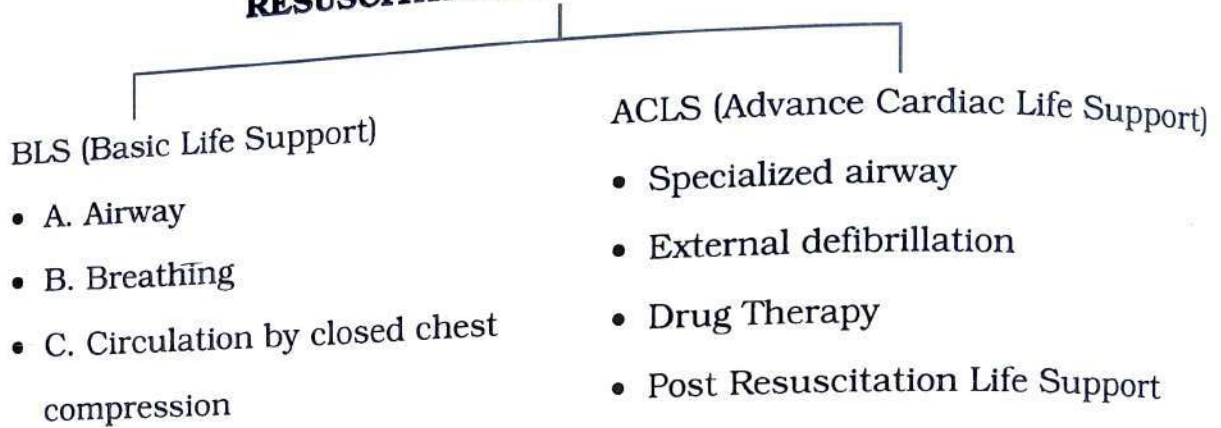 BLS (Basic Life Support)
• A. Airway
• B. Breathing
• C. Circulation by closed chest
compression
ACLS (Advance Cardiac Life Support)
• Specialized airway
• External defibrillation
• Drug Therapy
• Post Resuscitation Life Support